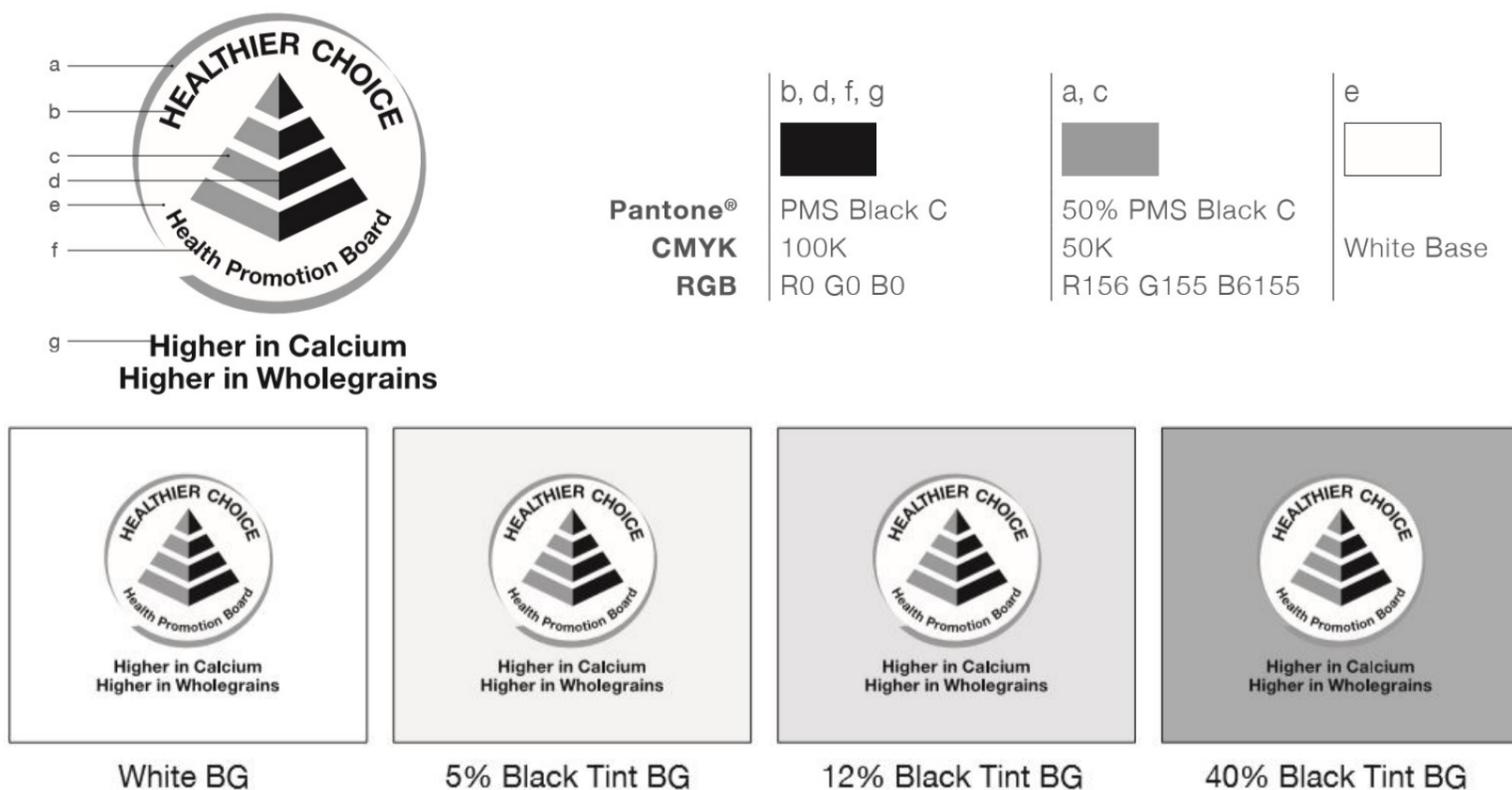 a
b
c
d
e
f
g
HEALTHIER CHOICE
Health Promotion Board
Higher in Calcium
Higher in Wholegrains
b, d, f, g
a, c
e
Pantone® PMS Black C 50% PMS Black C
CMYK 100K 50K White Base
RGB R0 G0 B0 R156 G155 B6155
HEALTHIER CHOICE
Health Promotion Board
Higher in Calcium
Higher in Wholegrains
White BG
HEALTHIER CHOICE
Health Promotion Board
Higher in Calcium
Higher in Wholegrains
5% Black Tint BG
HEALTHIER CHOICE
Health Promotion Board
Higher in Calcium
Higher in Wholegrains
12% Black Tint BG
HEALTHIER CHOICE
Health Promotion Board
Higher in Calcium
Higher in Wholegrains
40% Black Tint BG